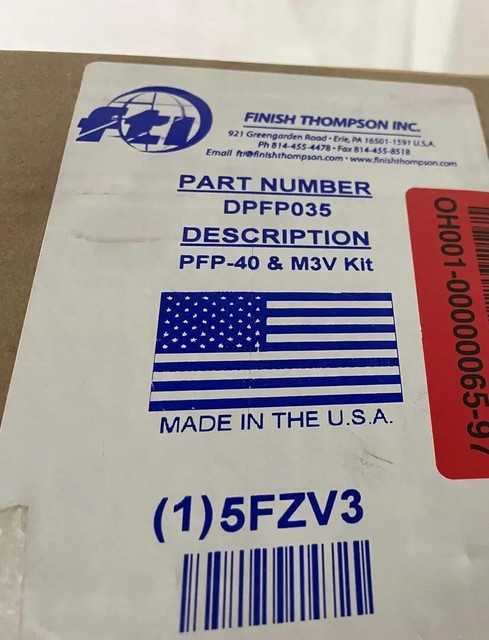 fti
FINISH THOMPSON INC.
921 Greengarden Road • Erie, PA 16501-1591 U.S.A.
Ph 814-455-4478 • Fax 814-455-8518
Email fti@finishthompson.com • www.finishthompson.com
PART NUMBER
DPFP035
DESCRIPTION
PFP-40 & M3V Kit
MADE IN THE U.S.A.
(1)5FZV3
OH001-00000065-97